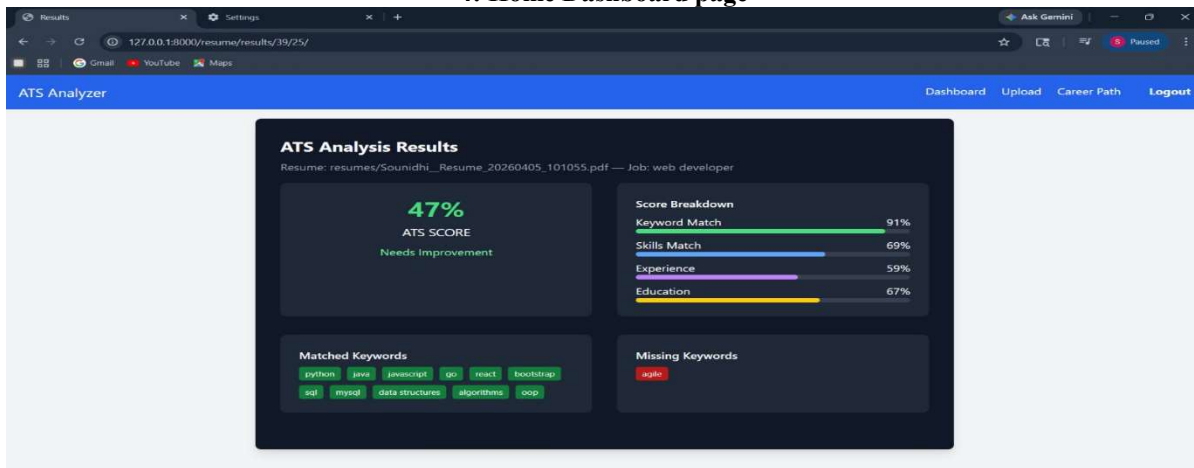 4. Home Dashboard page
Results
Settings
Ask Gemini
127.0.0.1:8000/resume/results/39/25/
S Paused
Gmail YouTube Maps
ATS Analyzer
Dashboard Upload Career Path Logout
ATS Analysis Results
Resume: resumes/Sounidhi__Resume_20260405_101055.pdf — Job: web developer
47%
ATS SCORE
Needs Improvement
Score Breakdown
Keyword Match 91%
Skills Match 69%
Experience 59%
Education 67%
Matched Keywords
python java javascript go react bootstrap
sql mysql data structures algorithms oop
Missing Keywords
agile